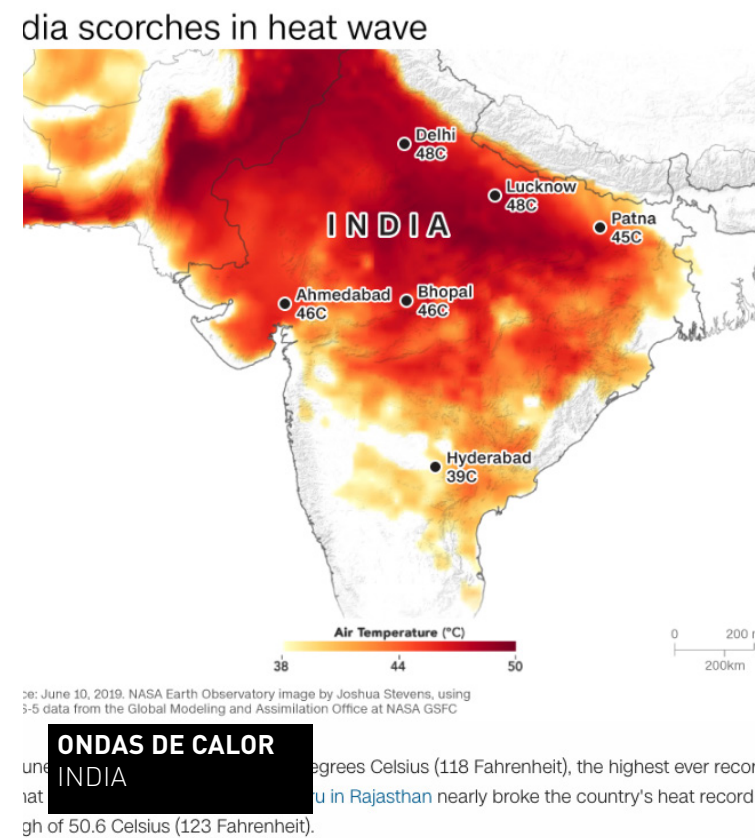 dia scorches in heat wave
Delhi
48C
Lucknow
48C
Patna
45C
INDIA
Ahmedabad
46C
Bhopal
46C
Hyderabad
39C
Air Temperature (°C)
38 44 50
0 200
200km
ce: June 10, 2019. NASA Earth Observatory image by Joshua Stevens, using
S-5 data from the Global Modeling and Assimilation Office at NASA GSFC
ONDAS DE CALOR
INDIA
une egrees Celsius (118 Fahrenheit), the highest ever recor
hat ru in Rajasthan nearly broke the country's heat record
gh of 50.6 Celsius (123 Fahrenheit).